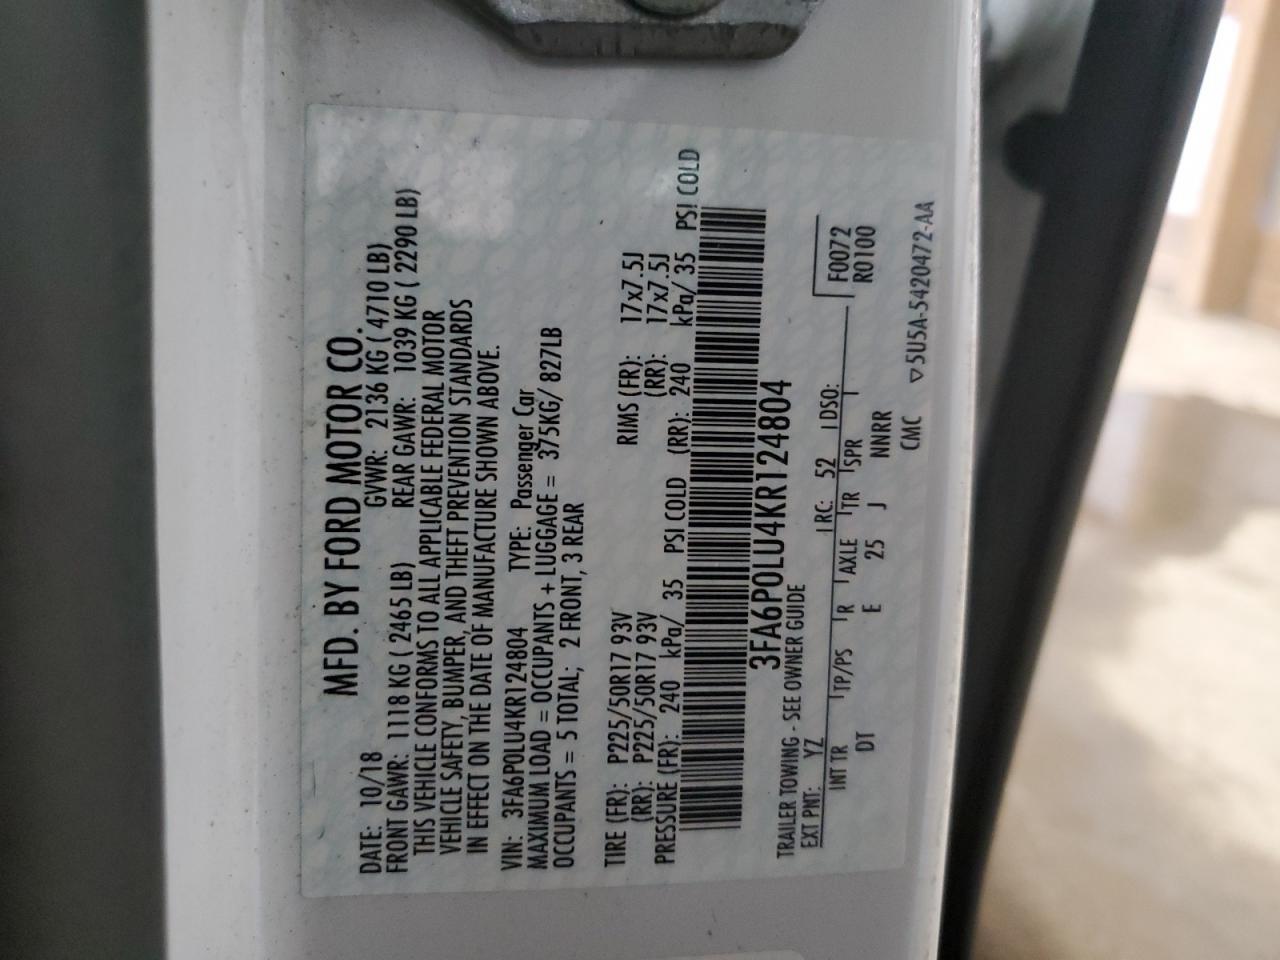 MFD. BY FORD MOTOR CO.
DATE: 10/18 GVWR: 2136 KG ( 4710 LB)
FRONT GAWR: 1118 KG ( 2465 LB) REAR GAWR: 1039 KG ( 2290 LB)
THIS VEHICLE CONFORMS TO ALL APPLICABLE FEDERAL MOTOR
VEHICLE SAFETY, BUMPER, AND THEFT PREVENTION STANDARDS
IN EFFECT ON THE DATE OF MANUFACTURE SHOWN ABOVE.
VIN: 3FA6P0LU4KR124804 TYPE: Passenger Car
MAXIMUM LOAD = OCCUPANTS + LUGGAGE = 375KG/ 827LB
OCCUPANTS = 5 TOTAL; 2 FRONT, 3 REAR
TIRE (FR): P225/50R17 93V RIMS (FR): 17x7.5J
(RR): P225/50R17 93V (RR): 17x7.5J
PRESSURE (FR): 240 kPa/ 35 PSI COLD (RR): 240 kPa/ 35 PSI COLD
3FA6P0LU4KR124804
TRAILER TOWING - SEE OWNER GUIDE
EXT PNT: YZ RC: 52 DSO: F0072
INT TR TP/PS R AXLE TR SPR R0100
DT E 25 J NNRR
CMC ▽5U5A-5420472-AA